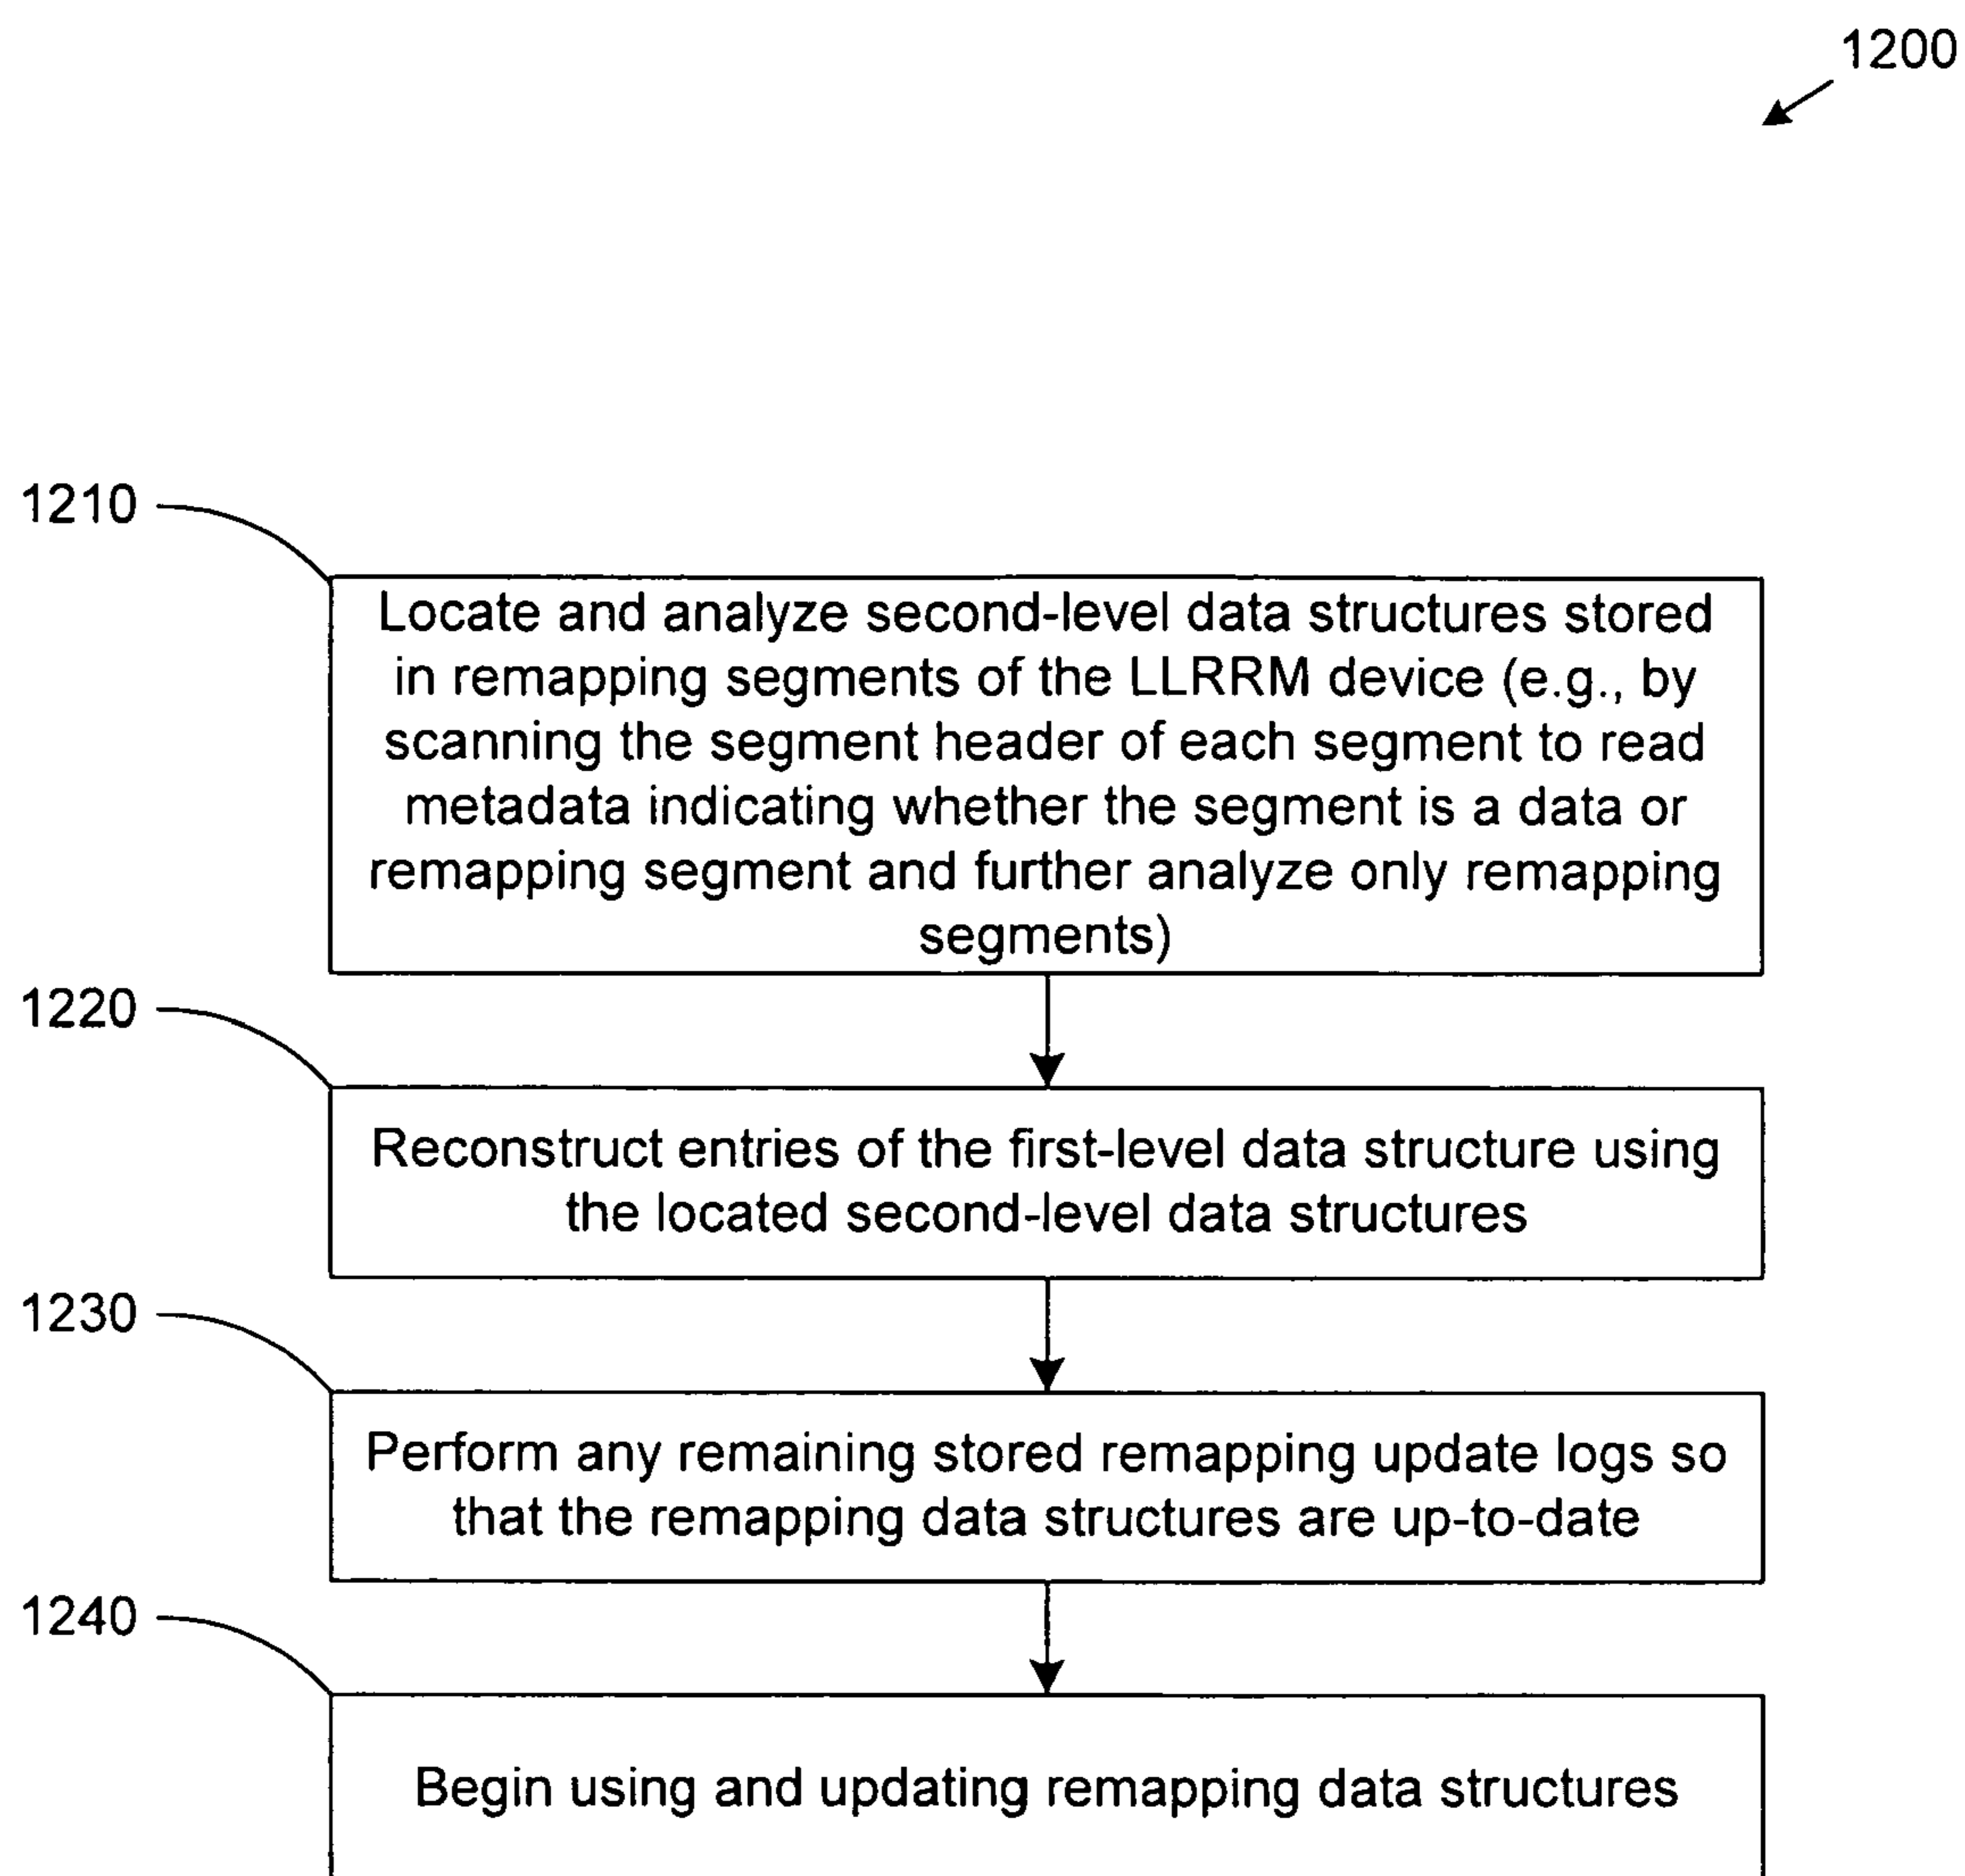 1200
1210
Locate and analyze second-level data structures stored
in remapping segments of the LLRRM device (e.g., by
scanning the segment header of each segment to read
metadata indicating whether the segment is a data or
remapping segment and further analyze only remapping
segments)
1220
Reconstruct entries of the first-level data structure using
the located second-level data structures
1230
Perform any remaining stored remapping update logs so
that the remapping data structures are up-to-date
1240
Begin using and updating remapping data structures